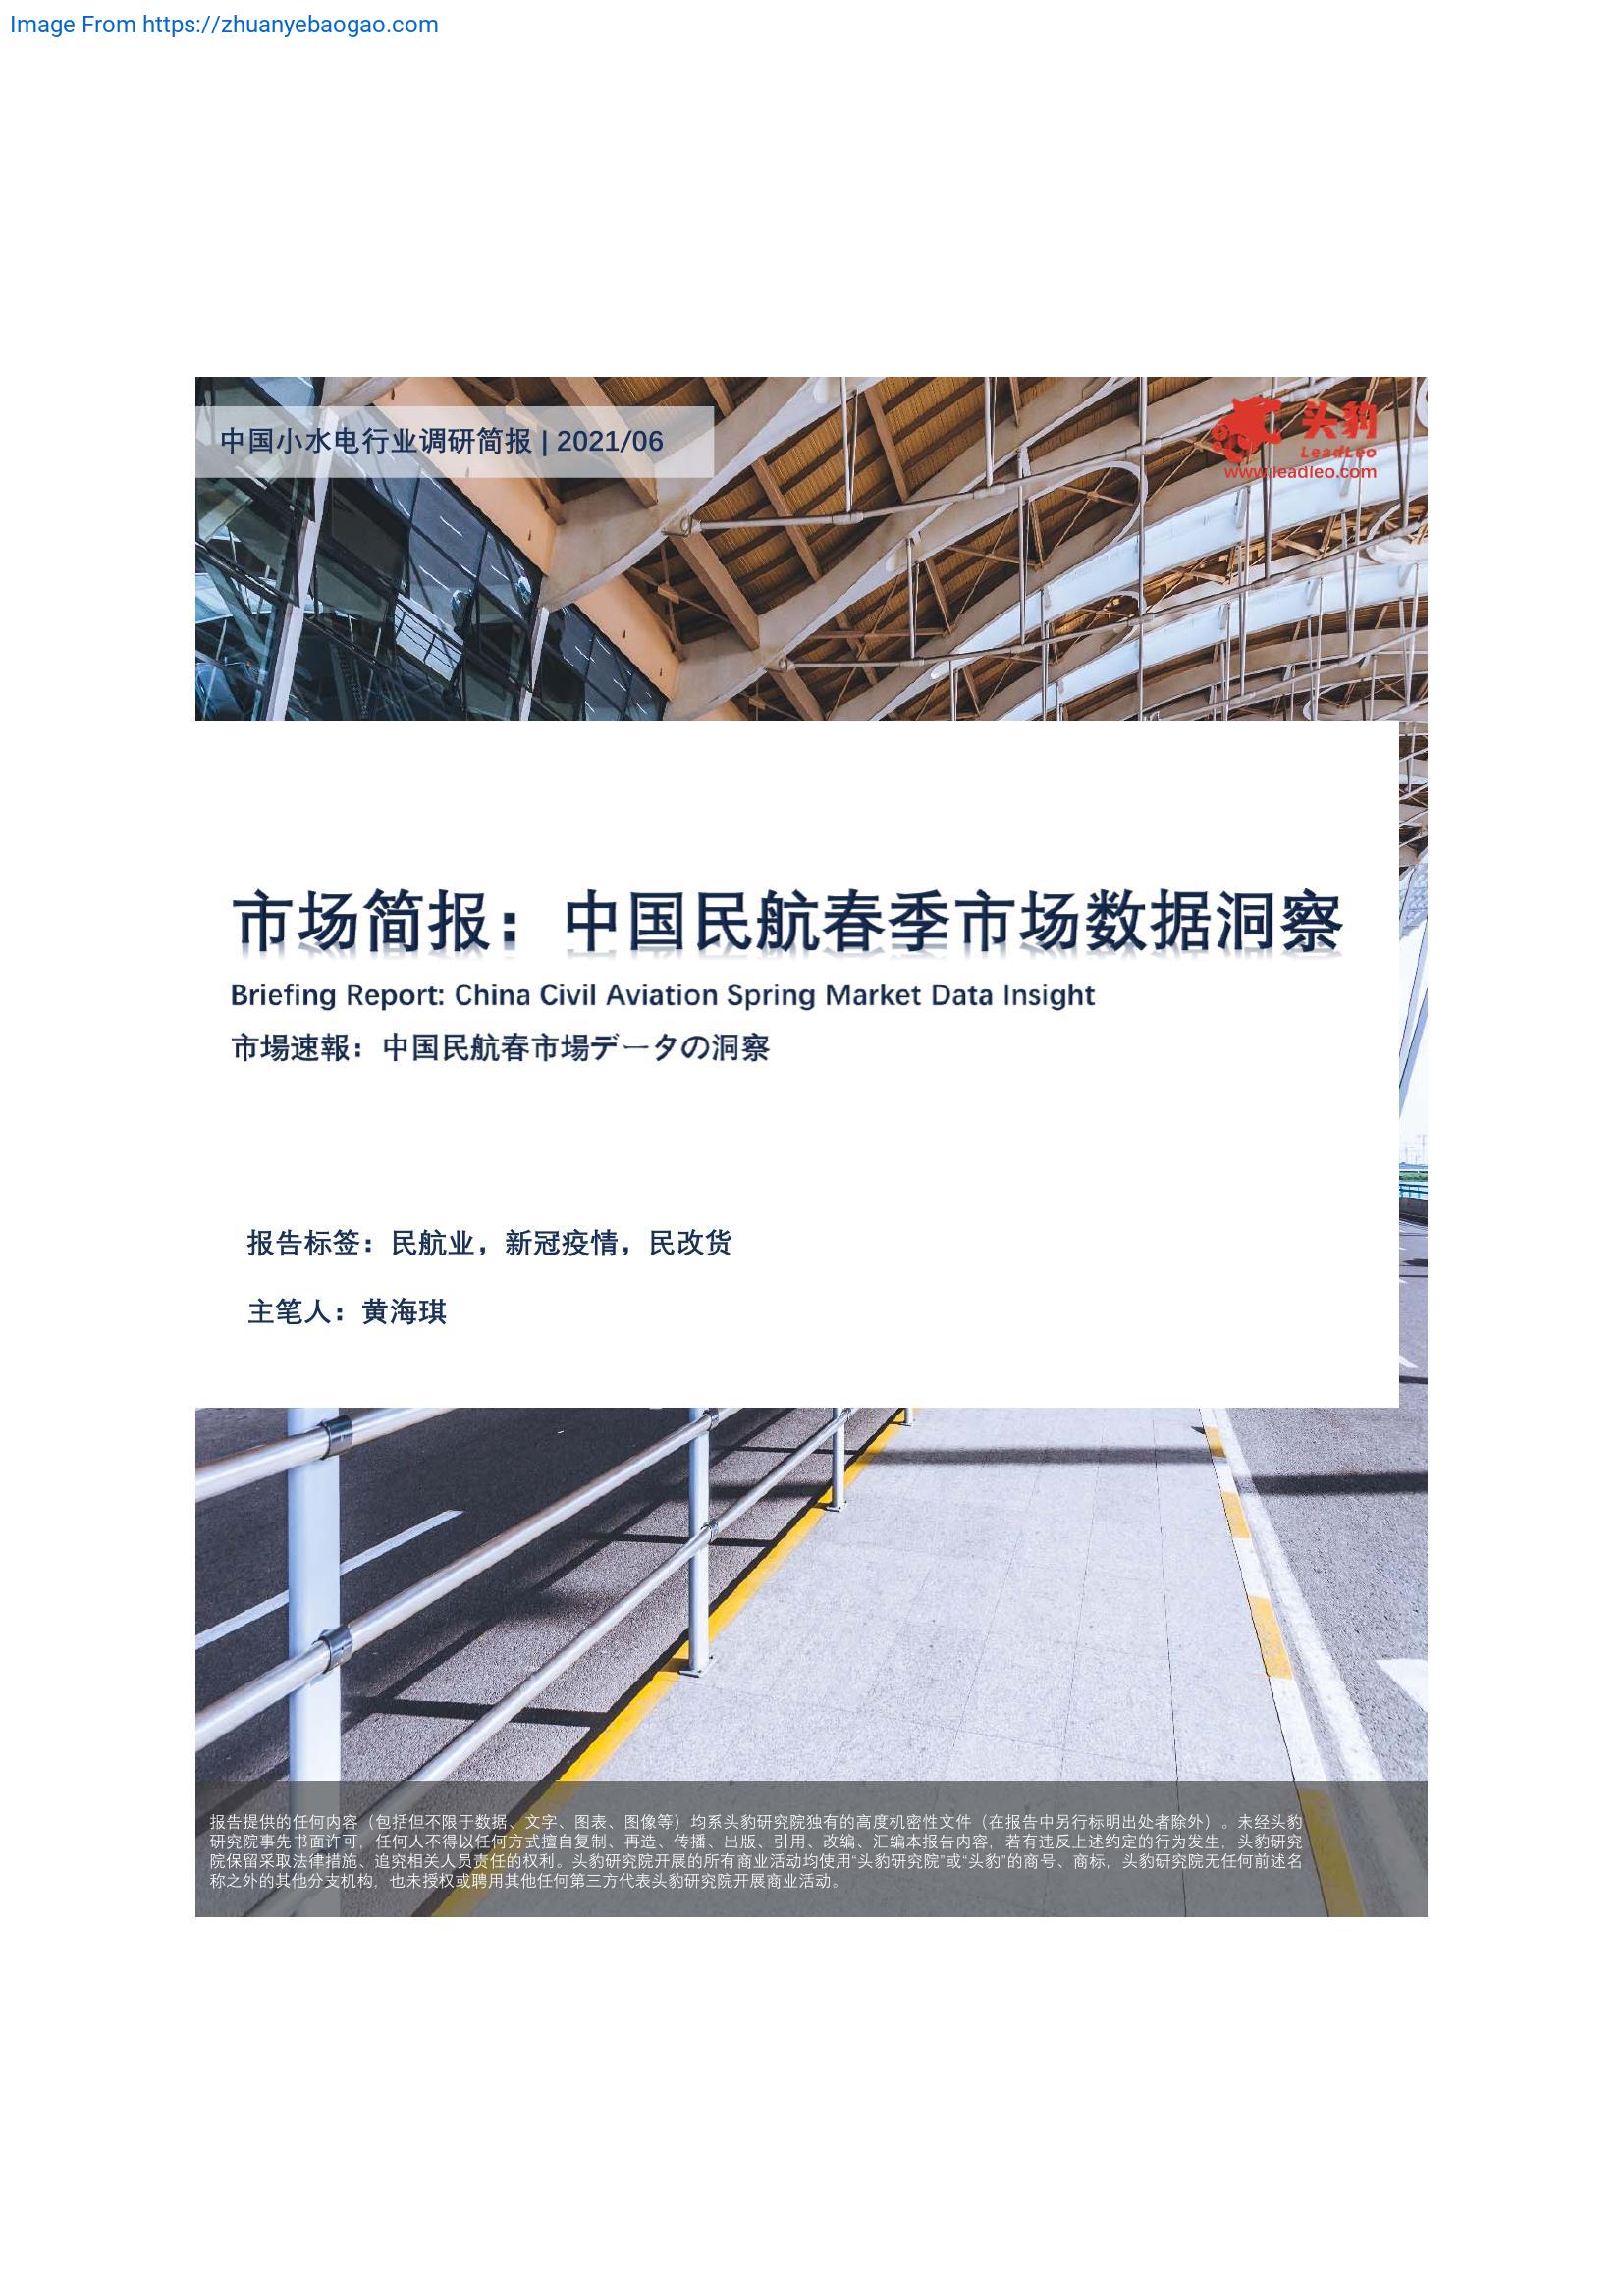 Image From https://zhuanyebaogao.com
中国小水电行业调研简报 | 2021/06
头豹
LeadLeo
www.leadleo.com
市场简报：中国民航春季市场数据洞察
Briefing Report: China Civil Aviation Spring Market Data Insight
市場速報：中国民航春市場データの洞察
报告标签：民航业，新冠疫情，民改货
主笔人：黄海琪
报告提供的任何内容（包括但不限于数据、文字、图表、图像等）均系头豹研究院独有的高度机密性文件（在报告中另行标明出处者除外）。未经头豹
研究院事先书面许可，任何人不得以任何方式擅自复制、再造、传播、出版、引用、改编、汇编本报告内容，若有违反上述约定的行为发生，头豹研究
院保留采取法律措施、追究相关人员责任的权利。头豹研究院开展的所有商业活动均使用“头豹研究院”或“头豹”的商号、商标，头豹研究院无任何前述名
称之外的其他分支机构，也未授权或聘用其他任何第三方代表头豹研究院开展商业活动。